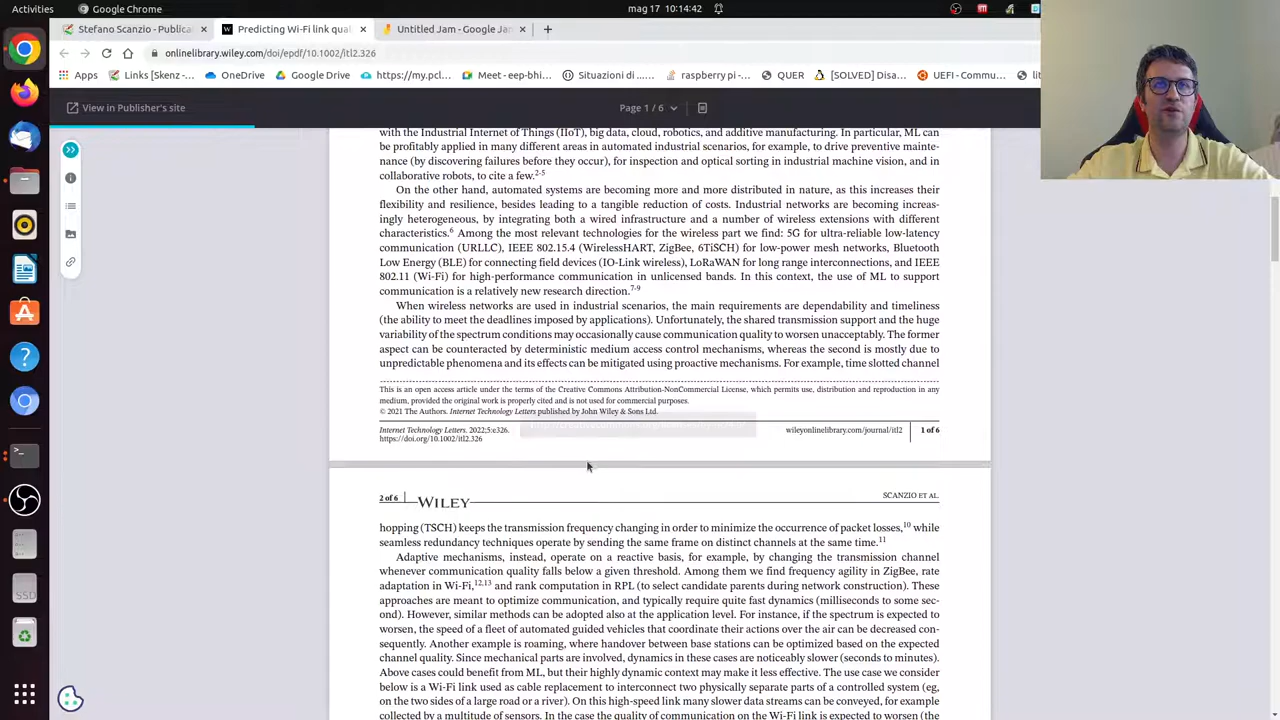 Activities
Google Chrome
mag 17 10:14:42
Stefano Scanzio - Publica
Predicting Wi-Fi link qual
Untitled Jam - Google Jam
onlinelibrary.wiley.com/doi/epdf/10.1002/itl2.326
Apps
Links [Skenz -...
OneDrive
Google Drive
https://my.pcl...
Meet - eep-bhi...
Situazioni di ....
raspberry pi -...
QUER
[SOLVED] Disa...
UEFI - Commu...
View in Publisher's site
Page 1 / 6
with the Industrial Internet of Things (IIoT), big data, cloud, robotics, and additive manufacturing. In particular, ML can
be profitably applied in many different areas in automated industrial scenarios, for example, to drive preventive mainte-
nance (by discovering failures before they occur), for inspection and optical sorting in industrial machine vision, and in
collaborative robots, to cite a few.2-5
On the other hand, automated systems are becoming more and more distributed in nature, as this increases their
flexibility and resilience, besides leading to a tangible reduction of costs. Industrial networks are becoming increas-
ingly heterogeneous, by integrating both a wired infrastructure and a number of wireless extensions with different
characteristics.6 Among the most relevant technologies for the wireless part we find: 5G for ultra-reliable low-latency
communication (URLLC), IEEE 802.15.4 (WirelessHART, ZigBee, 6TiSCH) for low-power mesh networks, Bluetooth
Low Energy (BLE) for connecting field devices (IO-Link wireless), LoRaWAN for long range interconnections, and IEEE
802.11 (Wi-Fi) for high-performance communication in unlicensed bands. In this context, the use of ML to support
communication is a relatively new research direction.7-9
When wireless networks are used in industrial scenarios, the main requirements are dependability and timeliness
(the ability to meet the deadlines imposed by applications). Unfortunately, the shared transmission support and the huge
variability of the spectrum conditions may occasionally cause communication quality to worsen unacceptably. The former
aspect can be counteracted by deterministic medium access control mechanisms, whereas the second is mostly due to
unpredictable phenomena and its effects can be mitigated using proactive mechanisms. For example, time slotted channel
This is an open access article under the terms of the Creative Commons Attribution-NonCommercial License, which permits use, distribution and reproduction in any
medium, provided the original work is properly cited and is not used for commercial purposes.
© 2021 The Authors. Internet Technology Letters published by John Wiley & Sons Ltd.
Internet Technology Letters. 2022;5:e326.
https://doi.org/10.1002/itl2.326
wileyonlinelibrary.com/journal/itl2
1 of 6
2 of 6
WILEY
SCANZIO ET AL.
hopping (TSCH) keeps the transmission frequency changing in order to minimize the occurrence of packet losses,10 while
seamless redundancy techniques operate by sending the same frame on distinct channels at the same time.11
Adaptive mechanisms, instead, operate on a reactive basis, for example, by changing the transmission channel
whenever communication quality falls below a given threshold. Among them we find frequency agility in ZigBee, rate
adaptation in Wi-Fi,12,13 and rank computation in RPL (to select candidate parents during network construction). These
approaches are meant to optimize communication, and typically require quite fast dynamics (milliseconds to some sec-
ond). However, similar methods can be adopted also at the application level. For instance, if the spectrum is expected to
worsen, the speed of a fleet of automated guided vehicles that coordinate their actions over the air can be decreased con-
sequently. Another example is roaming, where handover between base stations can be optimized based on the expected
channel quality. Since mechanical parts are involved, dynamics in these cases are noticeably slower (seconds to minutes).
Above cases could benefit from ML, but their highly dynamic context may make it less effective. The use case we consider
below is a Wi-Fi link used as cable replacement to interconnect two physically separate parts of a controlled system (eg,
on the two sides of a large road or a river). On this high-speed link many slower data streams can be conveyed, for example
collected by a multitude of sensors. In the case the quality of communication on the Wi-Fi link is expected to worsen (the
SSD